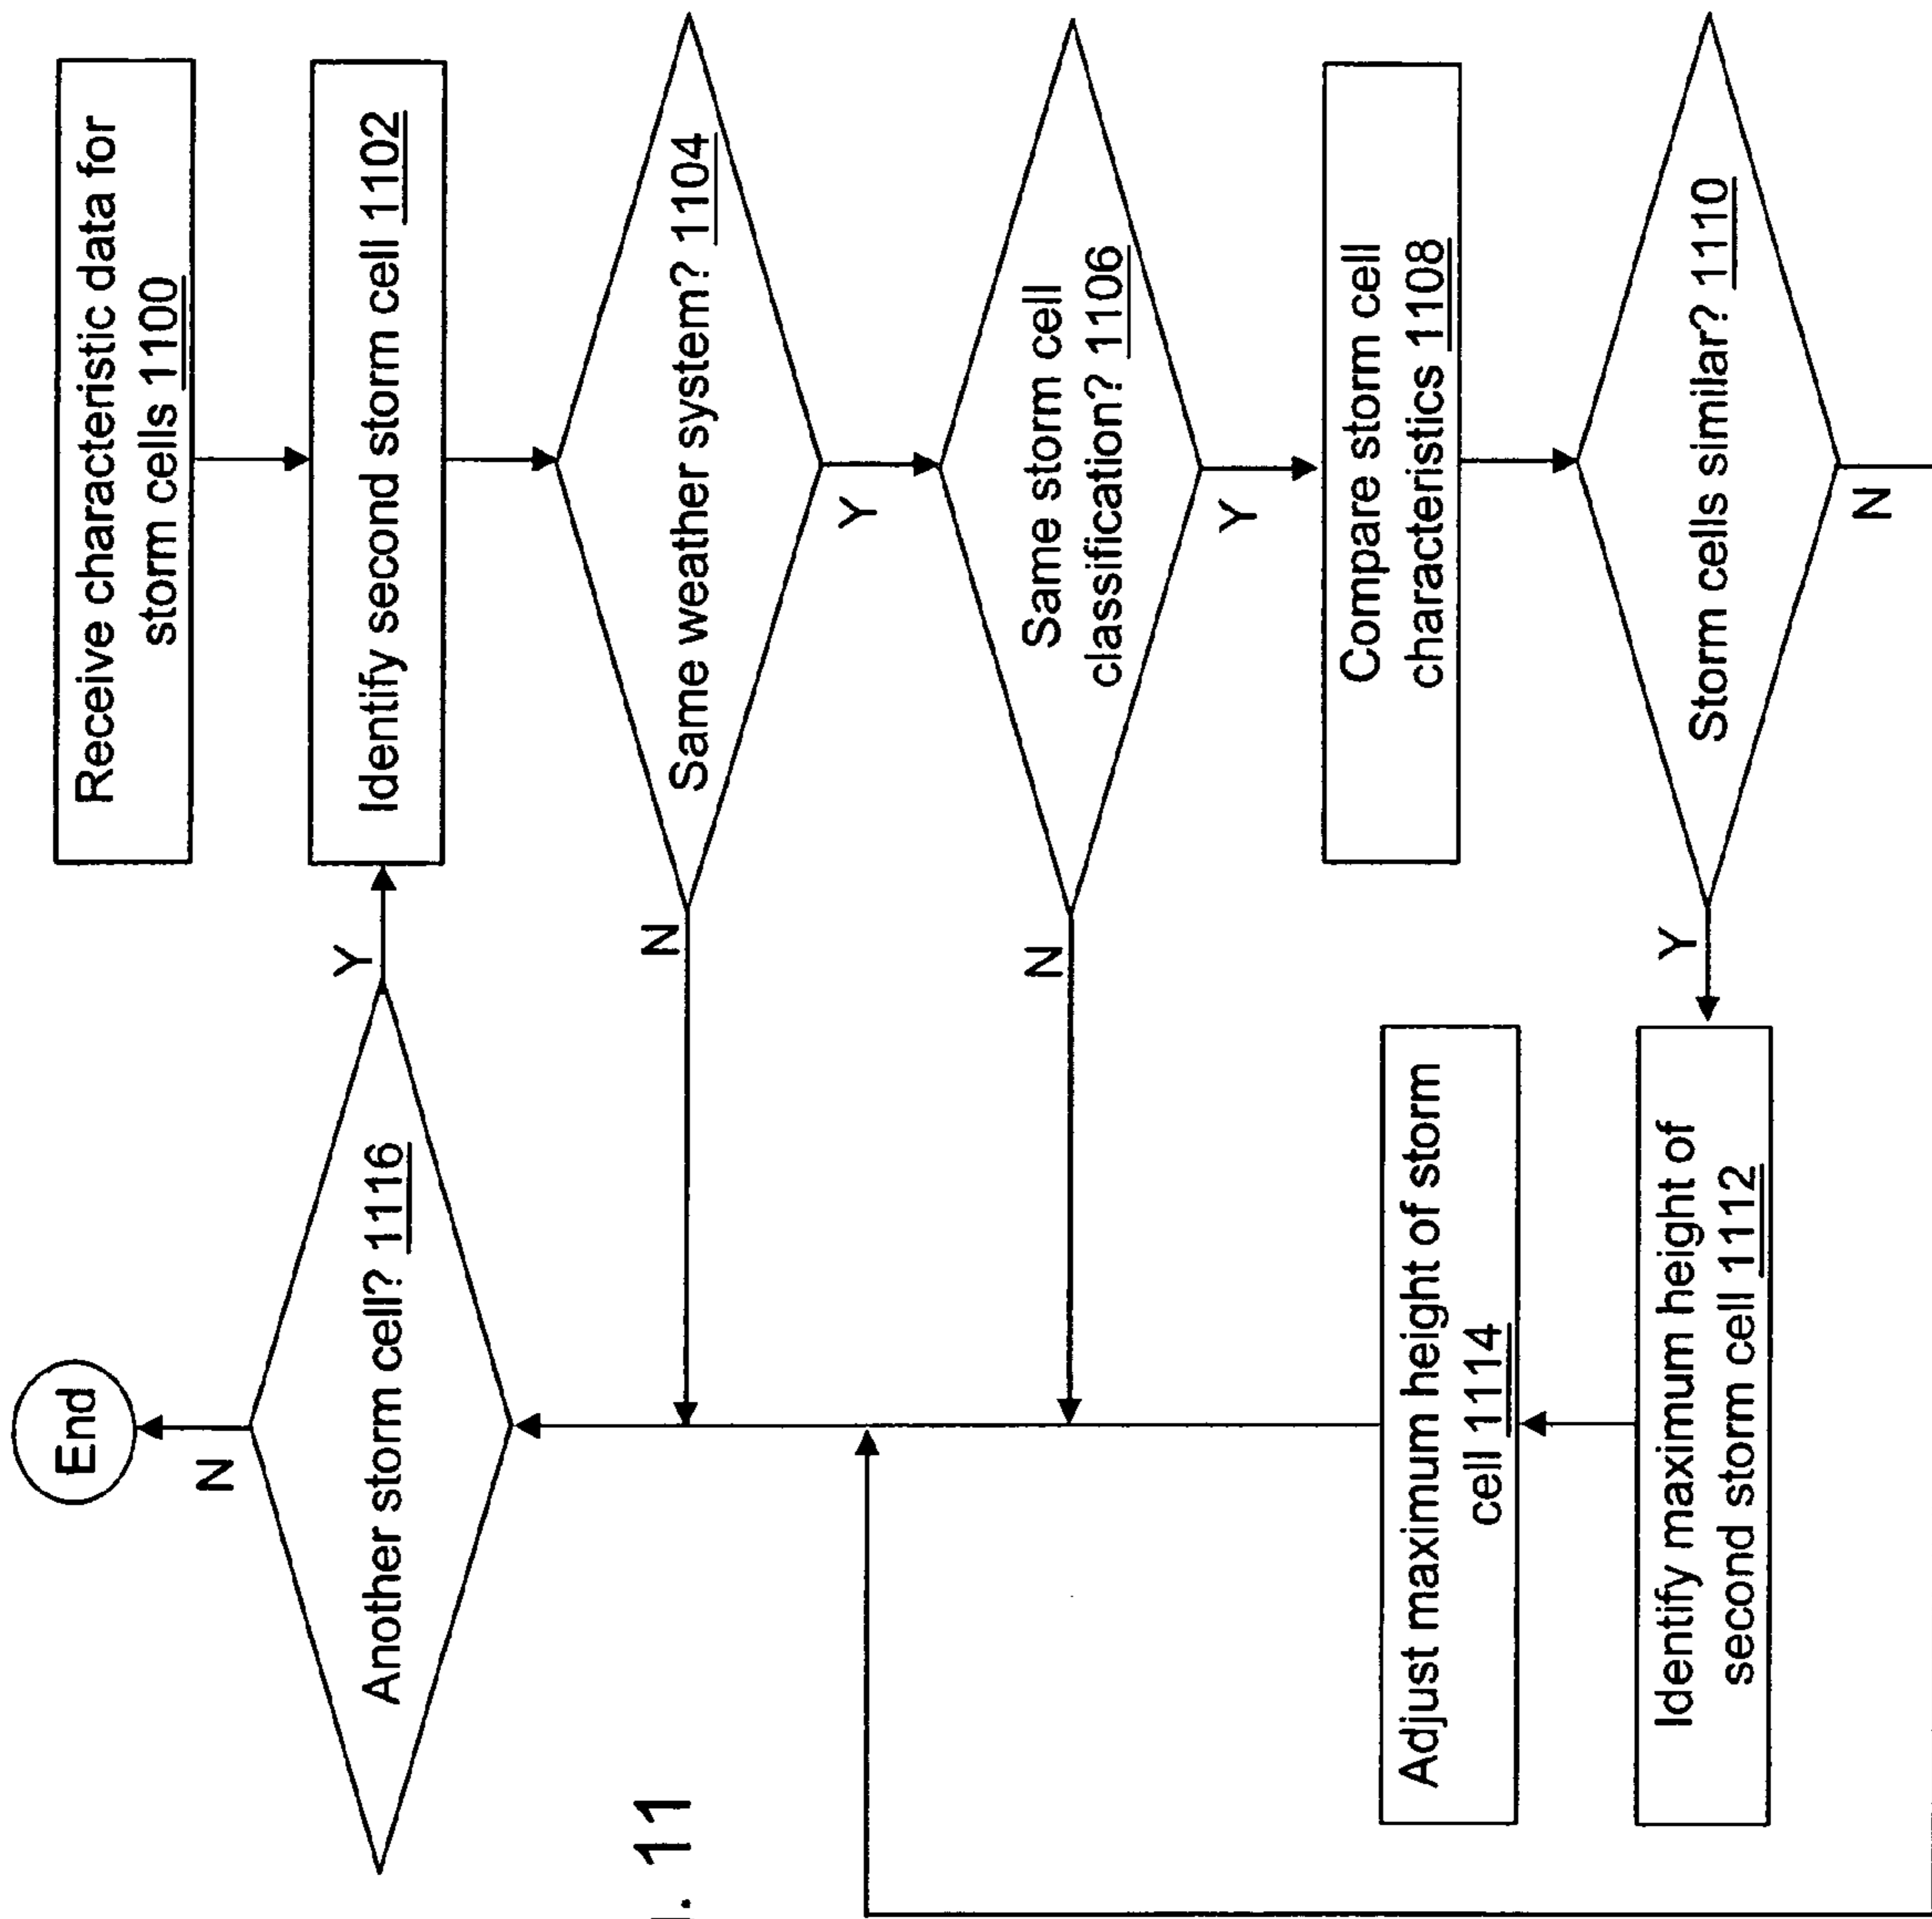 Receive characteristic data for
storm cells 1100
Identify second storm cell 1102
Same weather system? 1104
N
Y
Same storm cell
classification? 1106
N
Y
Compare storm cell
characteristics 1108
Storm cells similar? 1110
Y
N
Identify maximum height of
second storm cell 1112
Adjust maximum height of storm
cell 1114
Another storm cell? 1116
Y
N
End
. 11